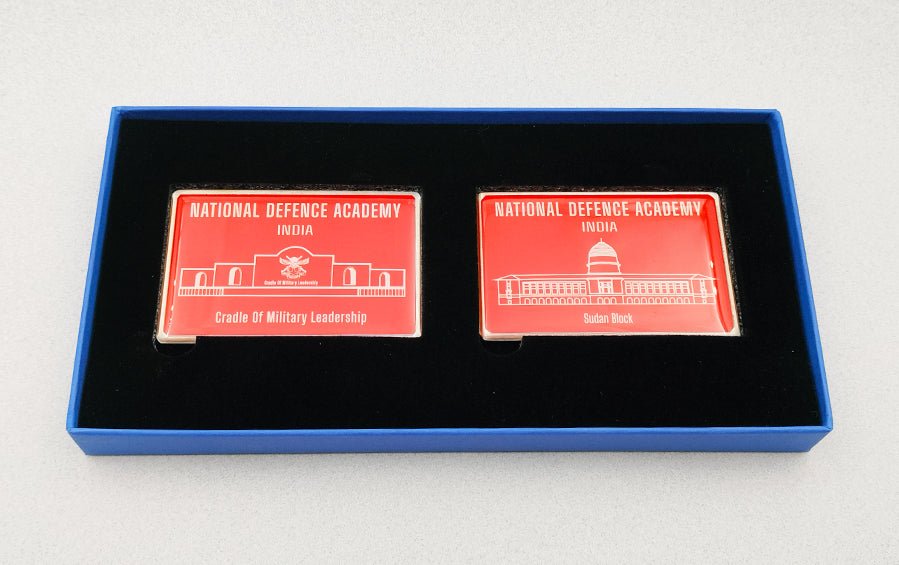 NATIONAL DEFENCE ACADEMY
INDIA
Cradle Of Military Leadership
Cradle Of Military Leadership
NATIONAL DEFENCE ACADEMY
INDIA
Sudan Block